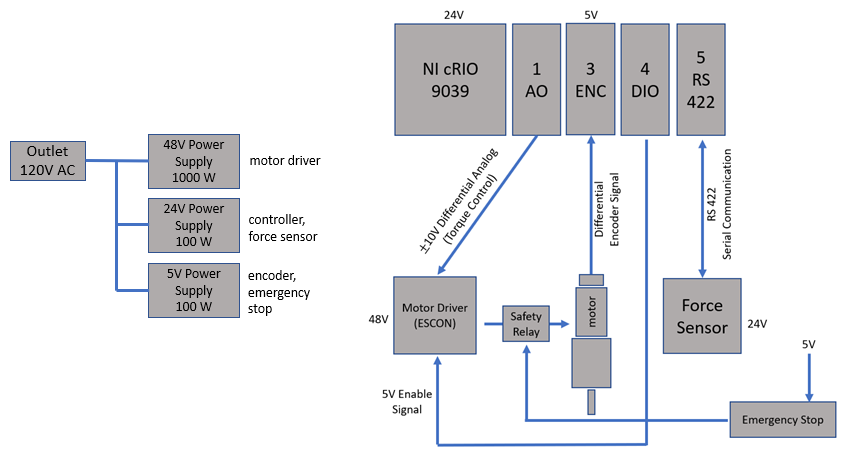 Outlet
120V AC
48V Power
Supply
1000 W
motor driver
24V Power
Supply
100 W
controller,
force sensor
5V Power
Supply
100 W
encoder,
emergency
stop
24V
5V
NI cRIO
9039
1
AO
3
ENC
4
DIO
5
RS
422
±10V Differential Analog
(Torque Control)
Differential
Encoder Signal
RS 422
Serial Communication
48V
Motor Driver
(ESCON)
Safety
Relay
motor
Force
Sensor
24V
5V
5V Enable
Signal
Emergency Stop